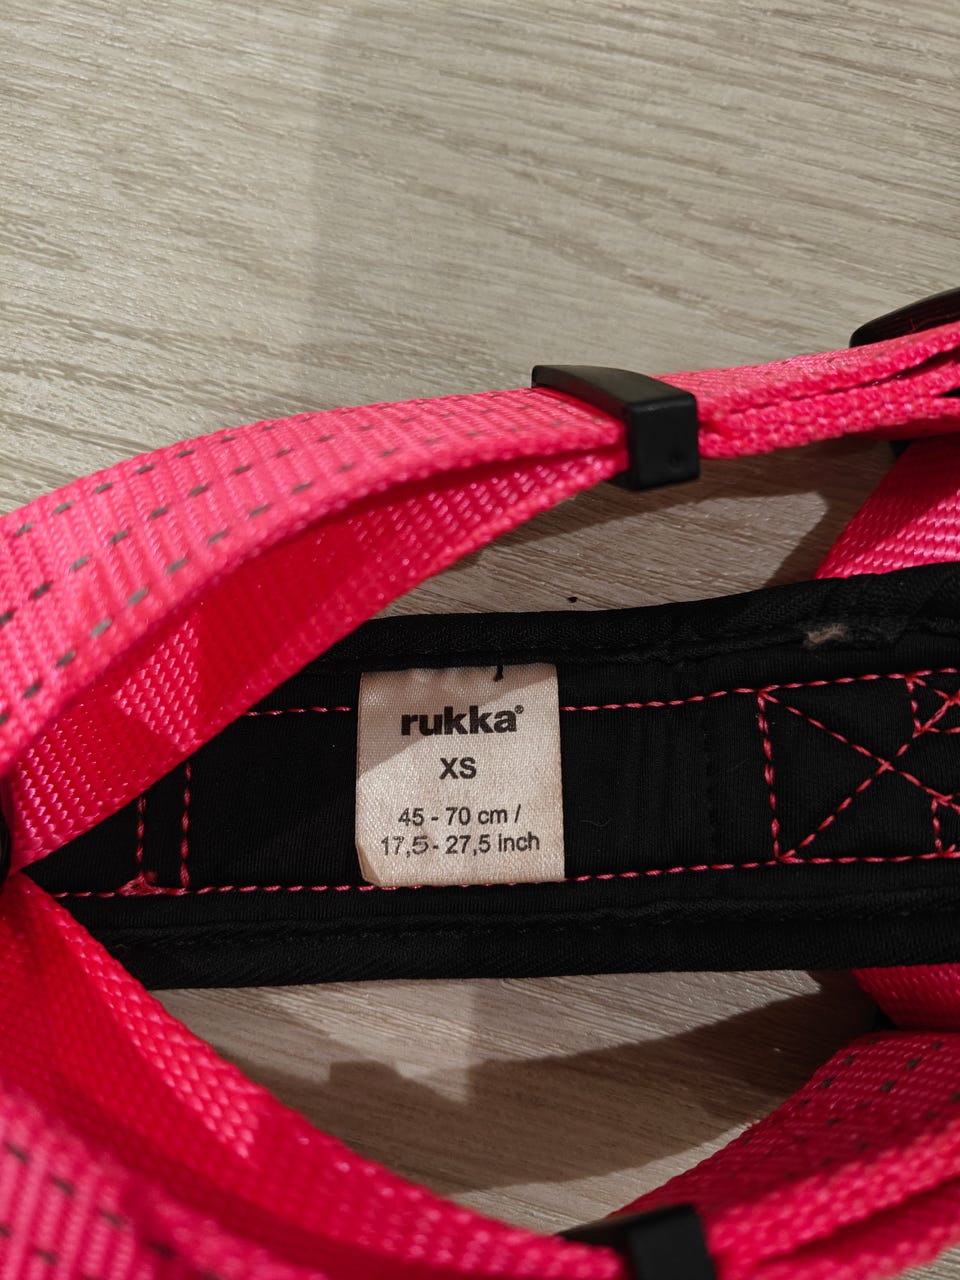 rukka®
XS
45 - 70 cm /
17,5 - 27,5 inch